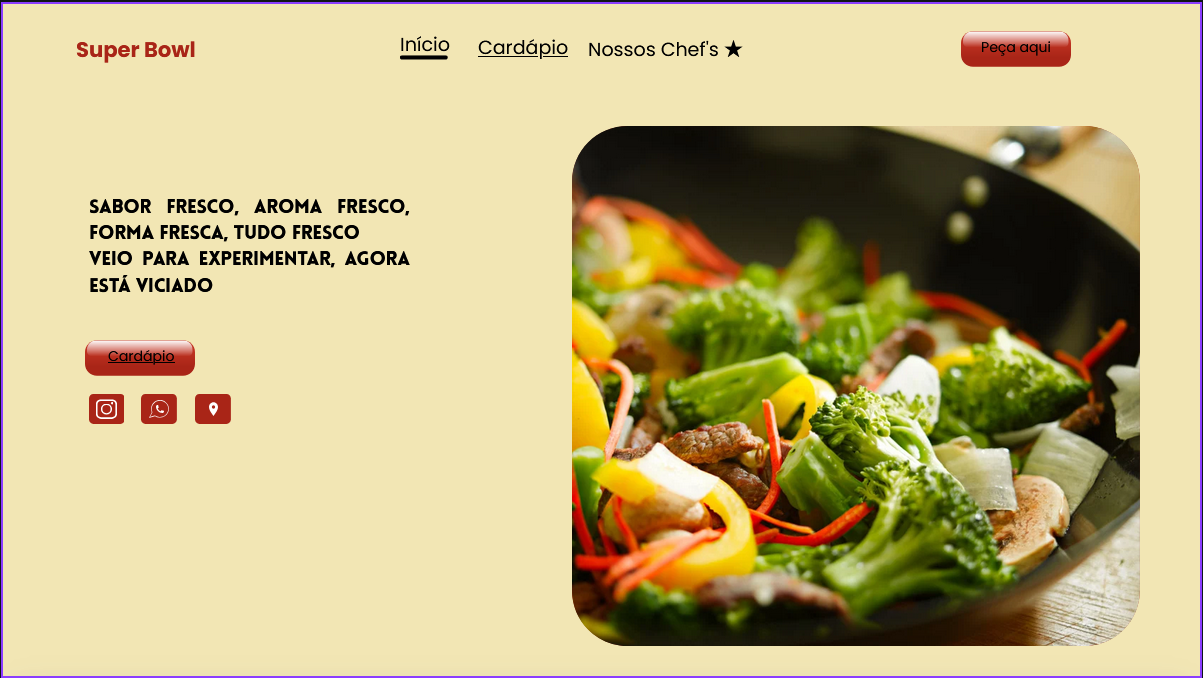 Super Bowl
Início
Cardápio
Nossos Chef's ★
Peça aqui
SABOR FRESCO, AROMA FRESCO,
FORMA FRESCA, TUDO FRESCO
VEIO PARA EXPERIMENTAR, AGORA
ESTÁ VICIADO
Cardápio